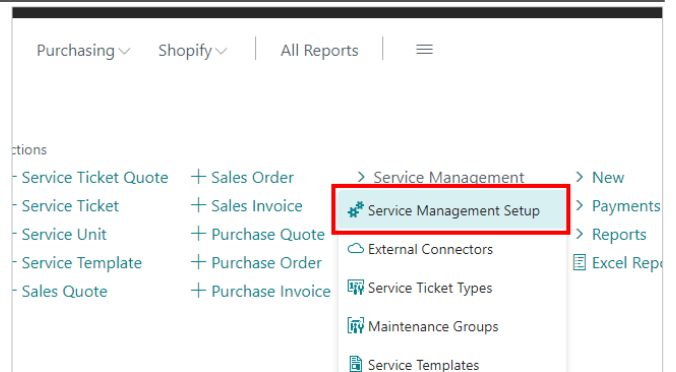 Purchasing Shopify All Reports
ctions
Service Ticket Quote + Sales Order > Service Management > New
Service Ticket + Sales Invoice Service Management Setup > Payments
Service Unit + Purchase Quote External Connectors > Reports
Service Template + Purchase Order Service Ticket Types Excel Repo
Sales Quote + Purchase Invoice Maintenance Groups
Service Templates